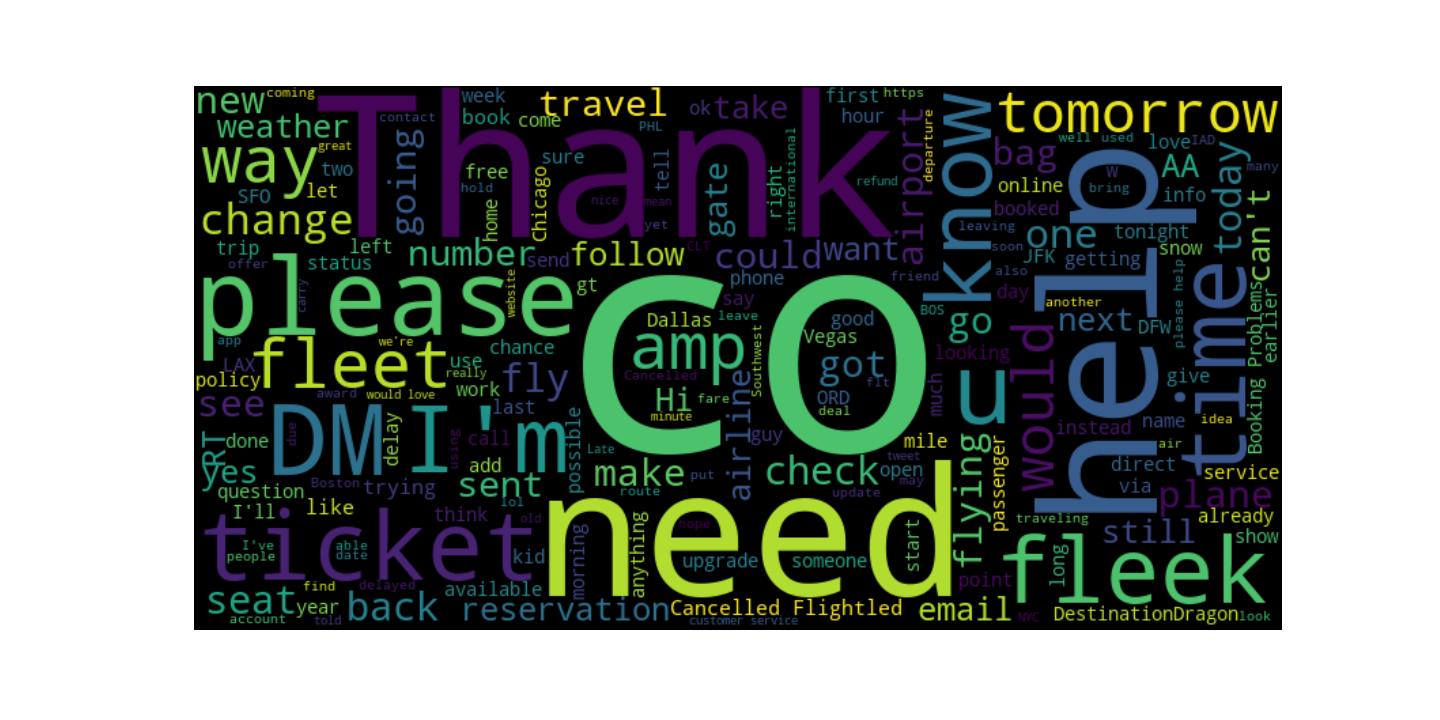 new
coming
Thank
week
travel
ok
take
first
https
know
tomorrow
weather
going
contact
book
come
PHL
hour
airport
departure
well used
love
IAD
way
great
two
free
sure
tell
gate
right
international
refund
bag
help
AA
today
many
SFO
let
hold
home
Chicago
nice
mean
online
W
bring
info
can't
change
yet
booked
trip
left
number
send
follow
CLT
could
want
leaving
one
tonight
snow
offer
status
website
gt
phone
friend
soon
JFK
getting
please
carry
say
CO
also
day
another
time
earlier
app
we're
Dallas
leave
good
Vegas
BOS
go
next
DFW
please help
Booking Problems
LAX
fleet
chance
amp
Southwest
got
looking
would
policy
use
really
fly
Cancelled
flt
u
give
see
award
would love
work
Hi
fare
ORD
much
DM
I'm
last
minute
deal
instead
name
idea
RT
done
due
delay
using
call
possible
Late
airline
guy
mile
flying
passenger
air
yes
add
make
put
check
tweet
open
direct
service
question
Boston
trying
sent
route
update
may
via
plane
I'll
like
lol
need
already
ticket
think
old
hope
traveling
still
show
I've
people
able
date
kid
morning
anything
upgrade
someone
start
point
fleek
long
find
delayed
available
seat
year
back
reservation
Cancelled Flightled
email
NYC
DestinationDragon
look
account
told
customer service